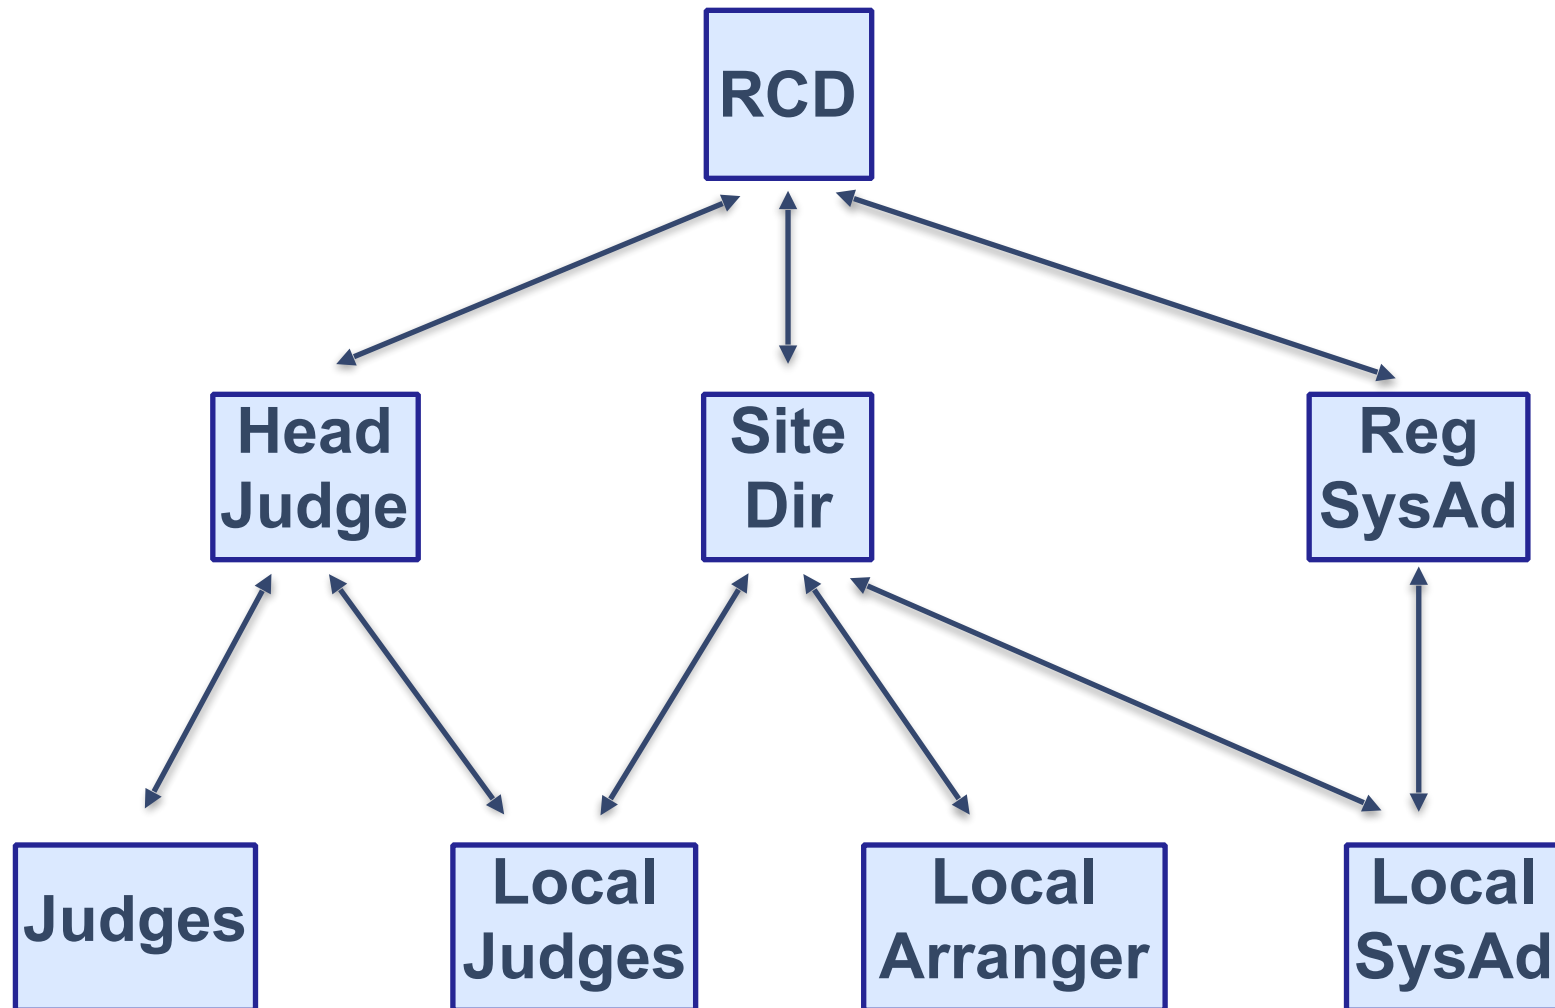 RCD
Head
Judge
Site
Dir
Reg
SysAd
Judges
Local
Judges
Local
Arranger
Local
SysAd